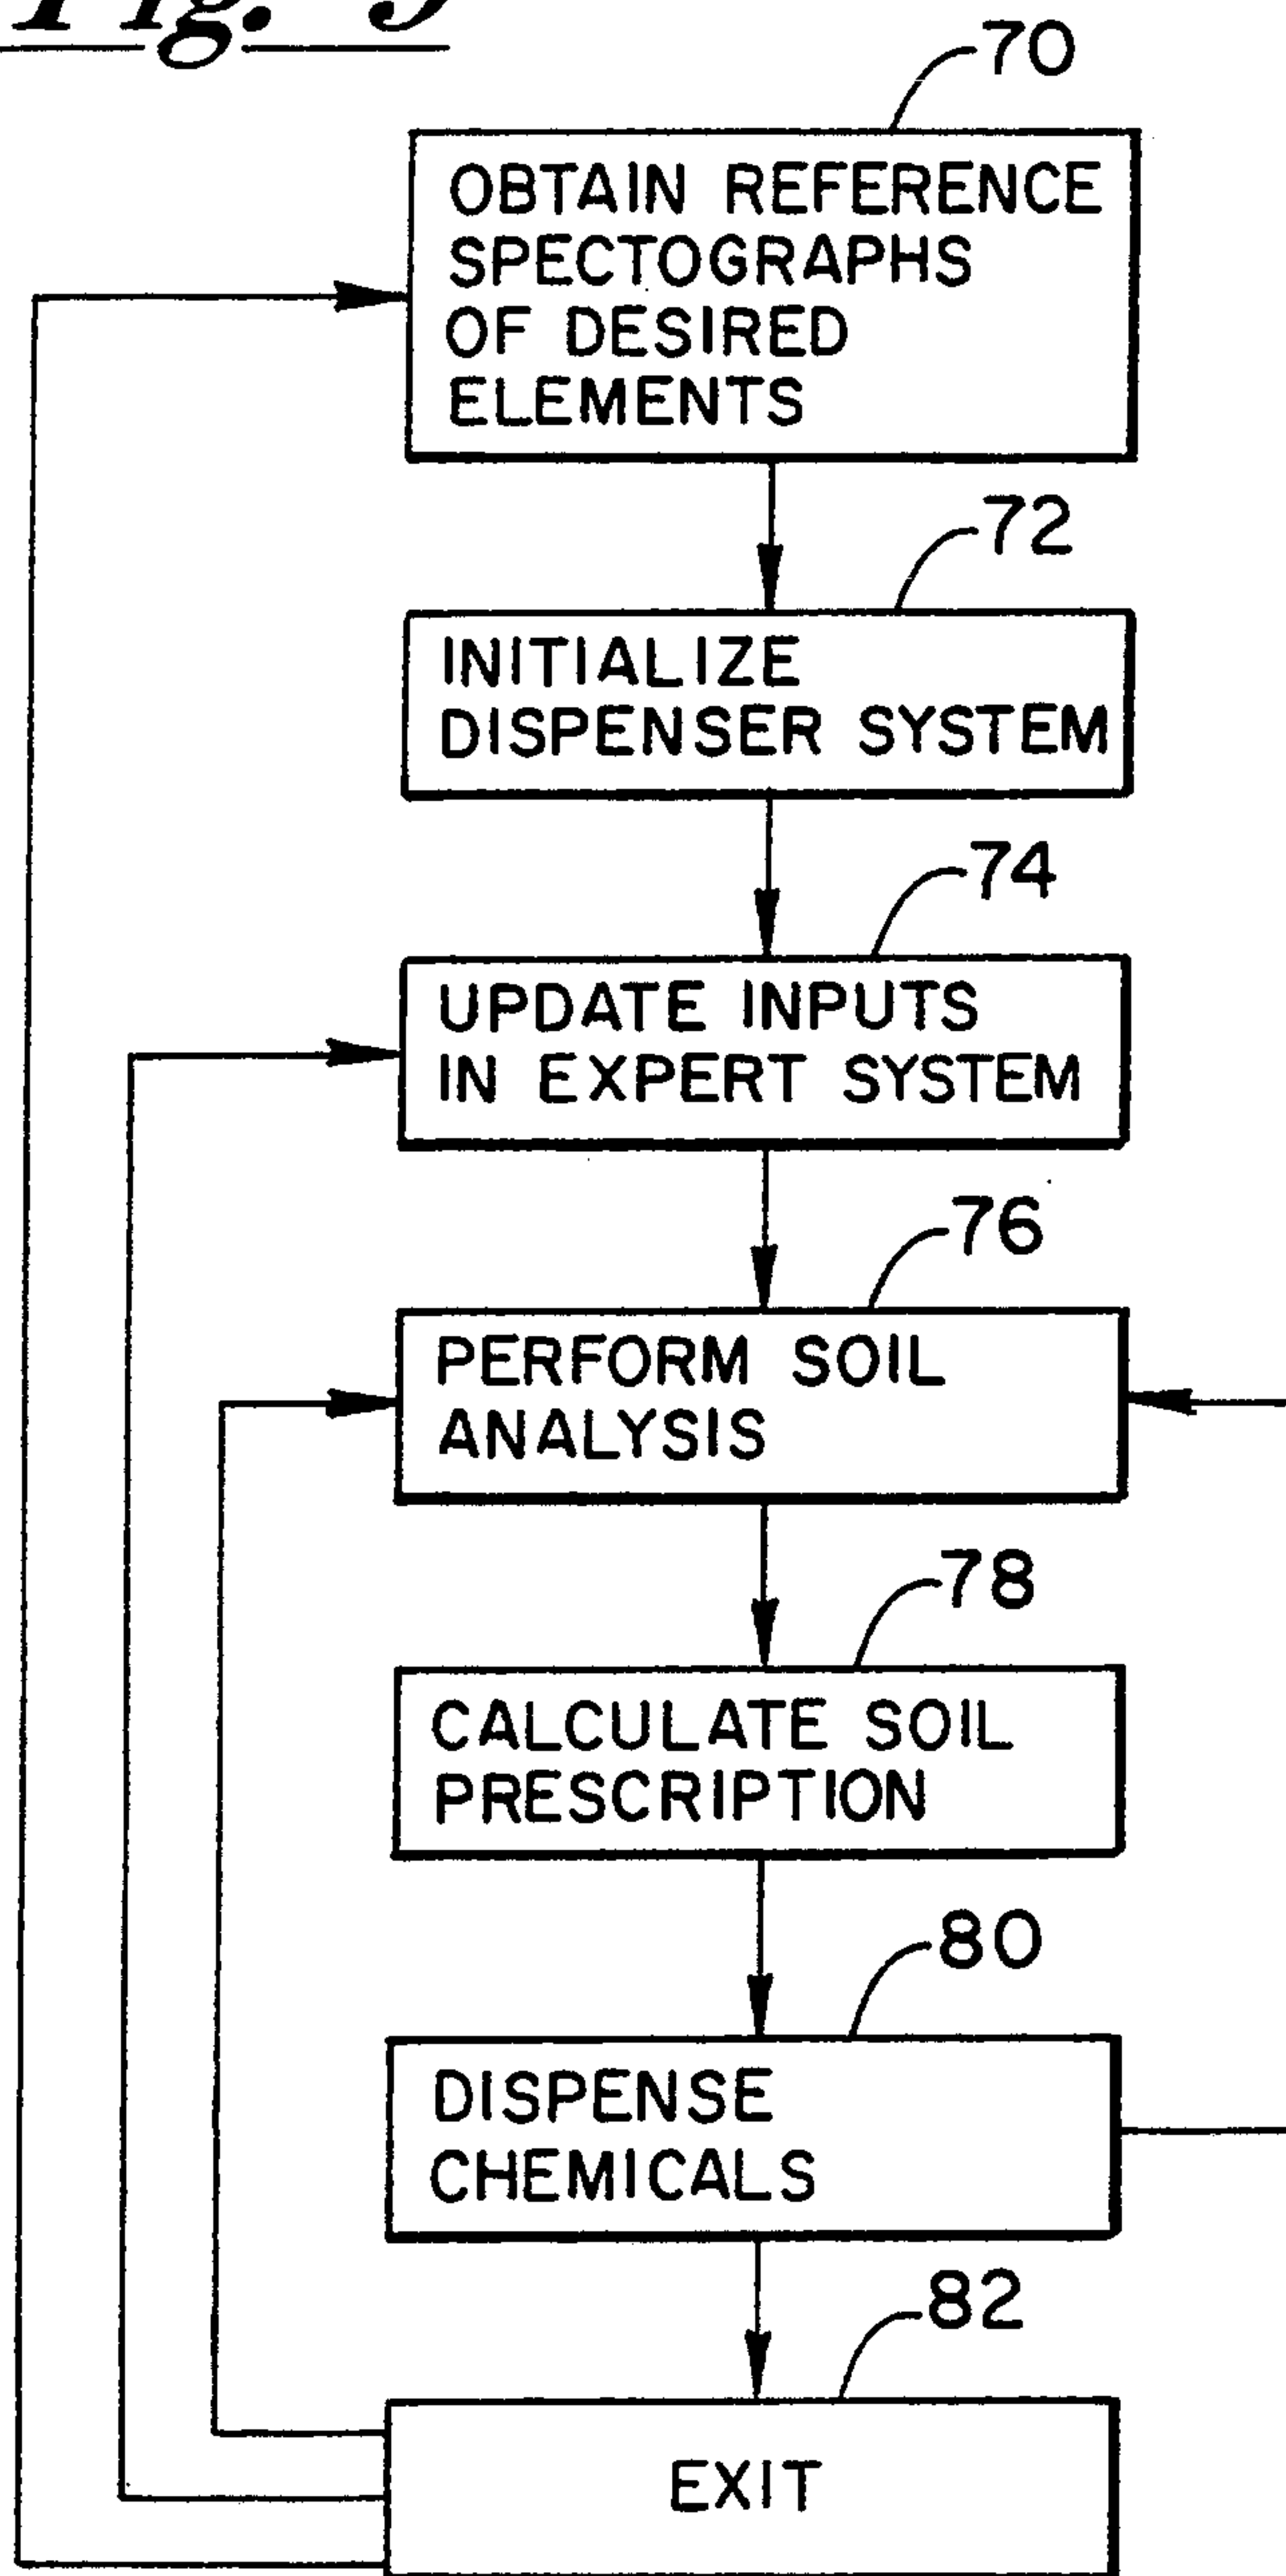 Fig.
70
OBTAIN REFERENCE
SPECTOGRAPHS
OF DESIRED
ELEMENTS
72
INITIALIZE
DISPENSER SYSTEM
74
UPDATE INPUTS
IN EXPERT SYSTEM
76
PERFORM SOIL
ANALYSIS
78
CALCULATE SOIL
PRESCRIPTION
80
DISPENSE
CHEMICALS
82
EXIT